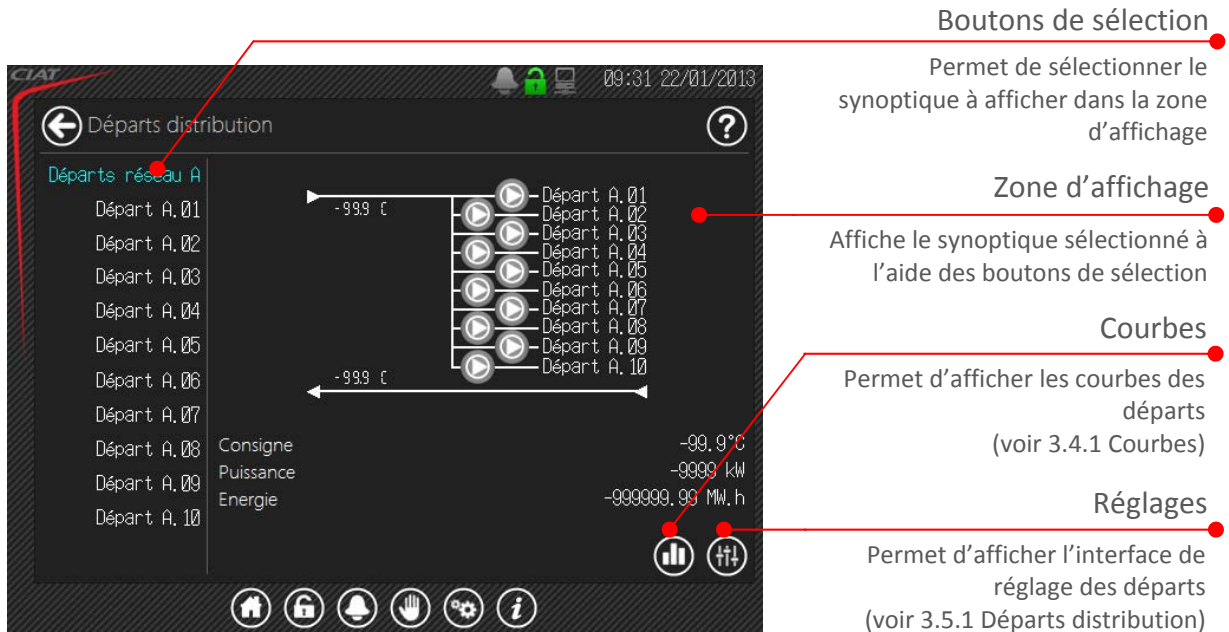 Boutons de sélection
Permet de sélectionner le
synoptique à afficher dans la zone
d'affichage
Zone d'affichage
Affiche le synoptique sélectionné à
l'aide des boutons de sélection
Courbes
Permet d'afficher les courbes des
départs
(voir 3.4.1 Courbes)
Réglages
Permet d'afficher l'interface de
réglage des départs
(voir 3.5.1 Départs distribution)
CIAT
09:31 22/01/2013
Départs distribution
?
Départs réseau A
Départ A.01
Départ A.02
Départ A.03
Départ A.04
Départ A.05
Départ A.06
Départ A.07
Départ A.08
Départ A.09
Départ A.10
-99.9 C
Départ A.01
Départ A.02
Départ A.03
Départ A.04
Départ A.05
Départ A.06
Départ A.07
Départ A.08
Départ A.09
Départ A.10
-99.9 C
Consigne -99.9°C
Puissance -9999 kW
Energie -999999.99 MW.h
i